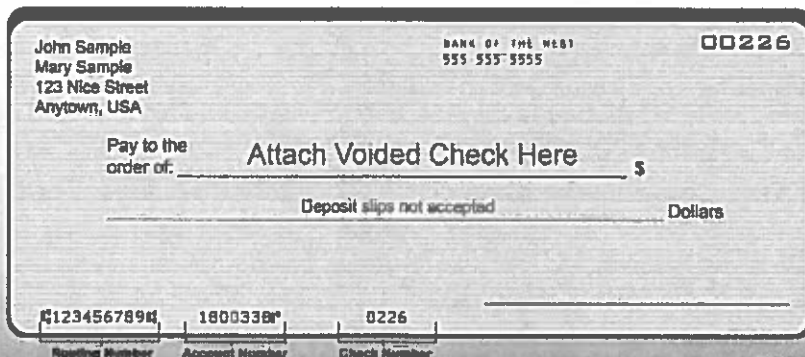 John Sample
Mary Sample
123 Nice Street
Anytown, USA
BANK OF THE WEST
555 555 5555
00226
Pay to the
order of: Attach Voided Check Here $
Deposit slips not accepted Dollars
⑆123456789⑆ 1800338⑈ 0226
Routing Number Account Number Check Number